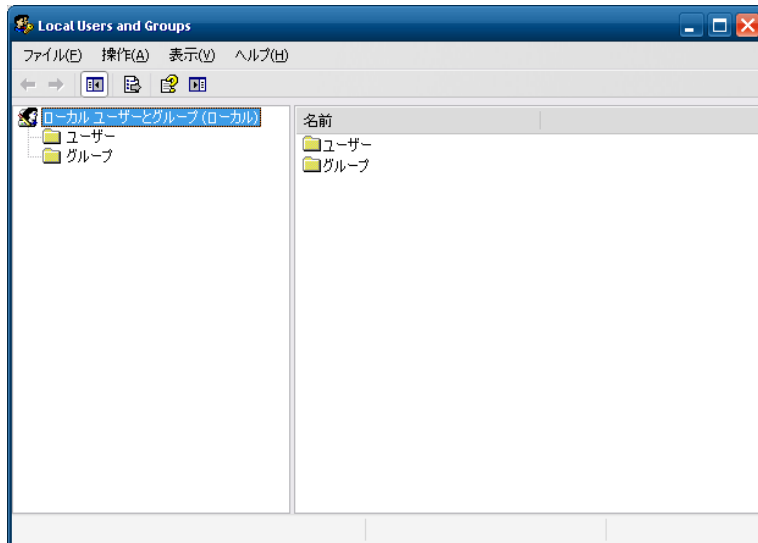 Local Users and Groups
ファイル(F) 操作(A) 表示(V) ヘルプ(H)
ローカル ユーザーとグループ (ローカル)
ユーザー
グループ
名前
ユーザー
グループ